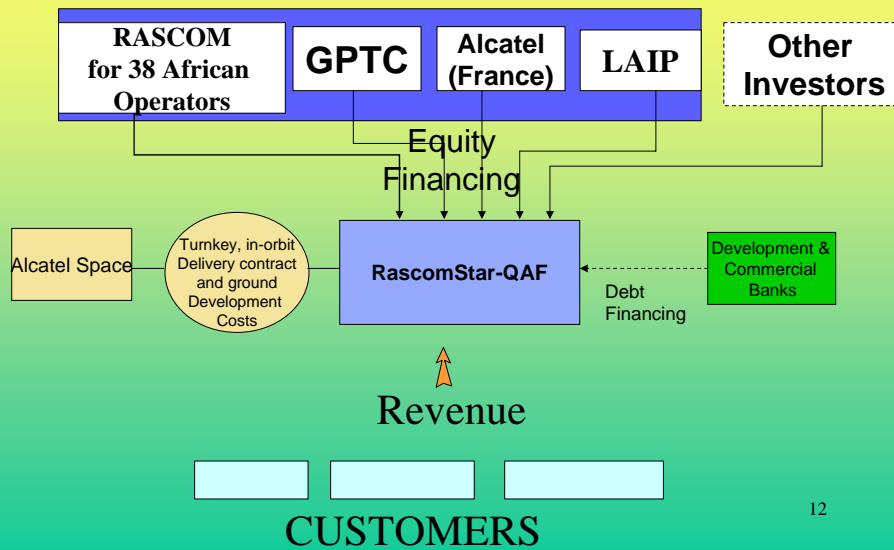 RASCOM
for 38 African
Operators
GPTC
Alcatel
(France)
LAIP
Other
Investors
Equity
Financing
Alcatel Space
Turnkey, in-orbit
Delivery contract
and ground
Development
Costs
RascomStar-QAF
Debt
Financing
Development &
Commercial
Banks
Revenue
CUSTOMERS
12